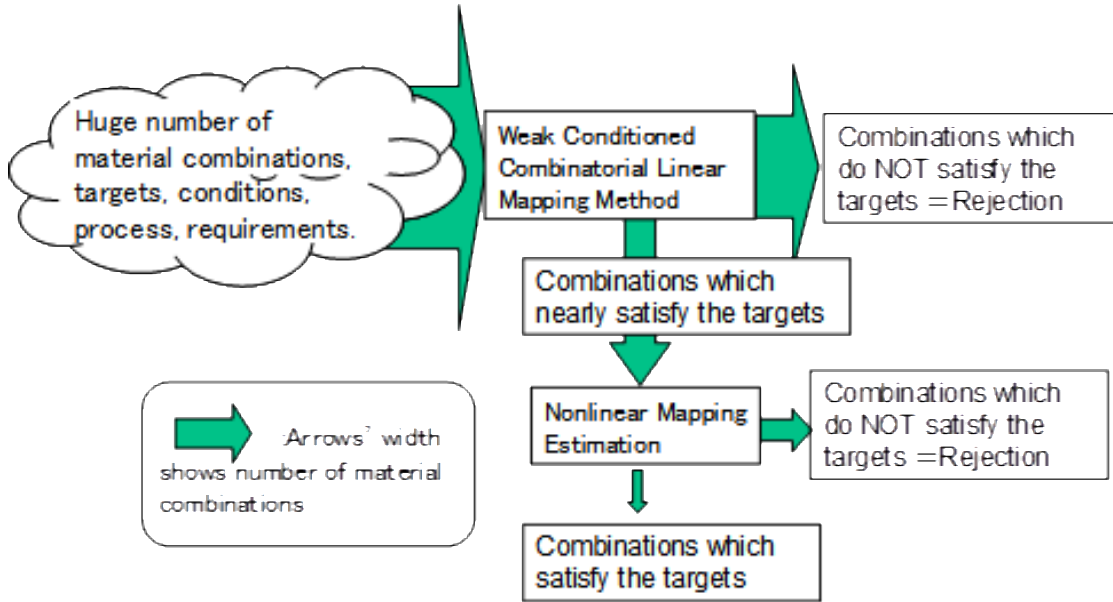 Huge number of
material combinations,
targets, conditions,
process, requirements.
Weak Conditioned
Combinatorial Linear
Mapping Method
Combinations which
do NOT satisfy the
targets =Rejection
Combinations which
nearly satisfy the targets
Nonlinear Mapping
Estimation
Combinations which
do NOT satisfy the
targets =Rejection
:Arrows' width
shows number of material
combinations
Combinations which
satisfy the targets